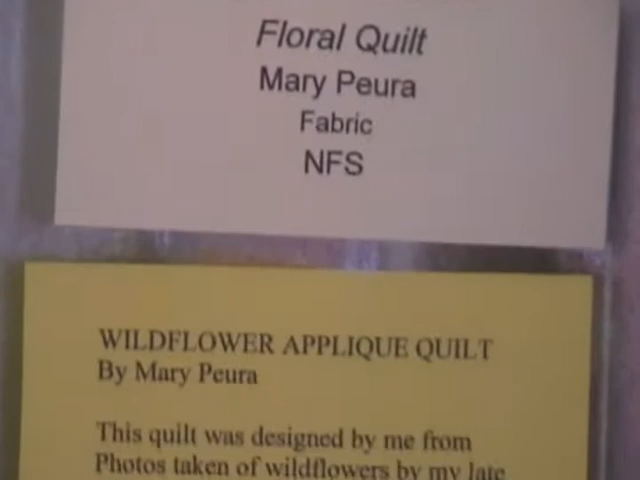 Floral Quilt
Mary Peura
Fabric
NFS
WILDFLOWER APPLIQUE QUILT
By Mary Peura
This quilt was designed by me from
Photos taken of wildflowers by my late